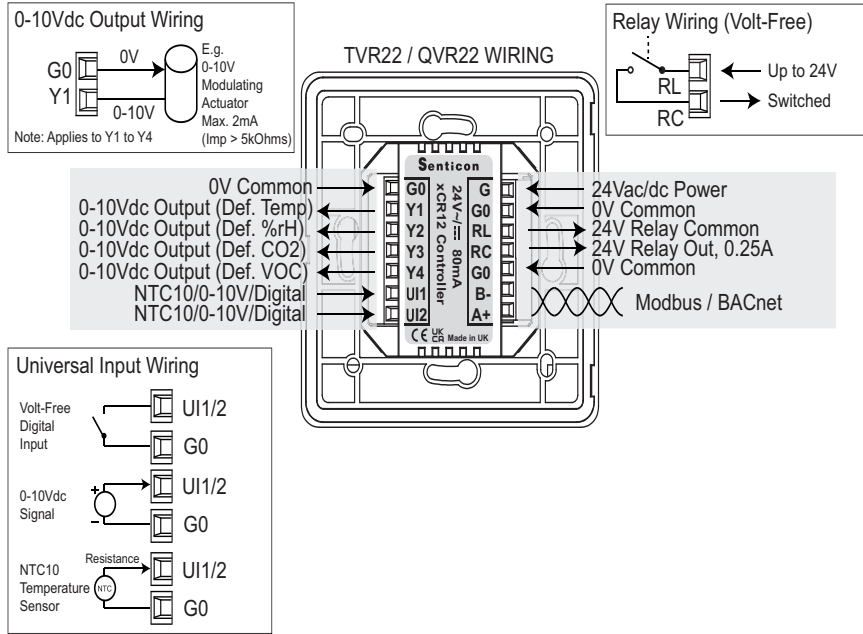 0-10Vdc Output Wiring
G0
0V
Y1
0-10V
E.g.
0-10V
Modulating
Actuator
Max. 2mA
(Imp > 5kOhms)
Note: Applies to Y1 to Y4
TVR22 / QVR22 WIRING
Relay Wiring (Volt-Free)
RL
Up to 24V
Switched
RC
Senticon
xCR12 Controller
24V~/⎓ 80mA
0V Common
G0
0-10Vdc Output (Def. Temp)
Y1
0-10Vdc Output (Def. %rH)
Y2
0-10Vdc Output (Def. CO2)
Y3
0-10Vdc Output (Def. VOC)
Y4
NTC10/0-10V/Digital
UI1
NTC10/0-10V/Digital
UI2
G
24Vac/dc Power
G0
0V Common
RL
24V Relay Common
RC
24V Relay Out, 0.25A
G0
0V Common
B-
A+
Modbus / BACnet
CE UK CA Made in UK
Universal Input Wiring
Volt-Free
Digital
Input
UI1/2
G0
0-10Vdc
Signal
+
–
UI1/2
G0
NTC10
Temperature
Sensor
Resistance
NTC
UI1/2
G0